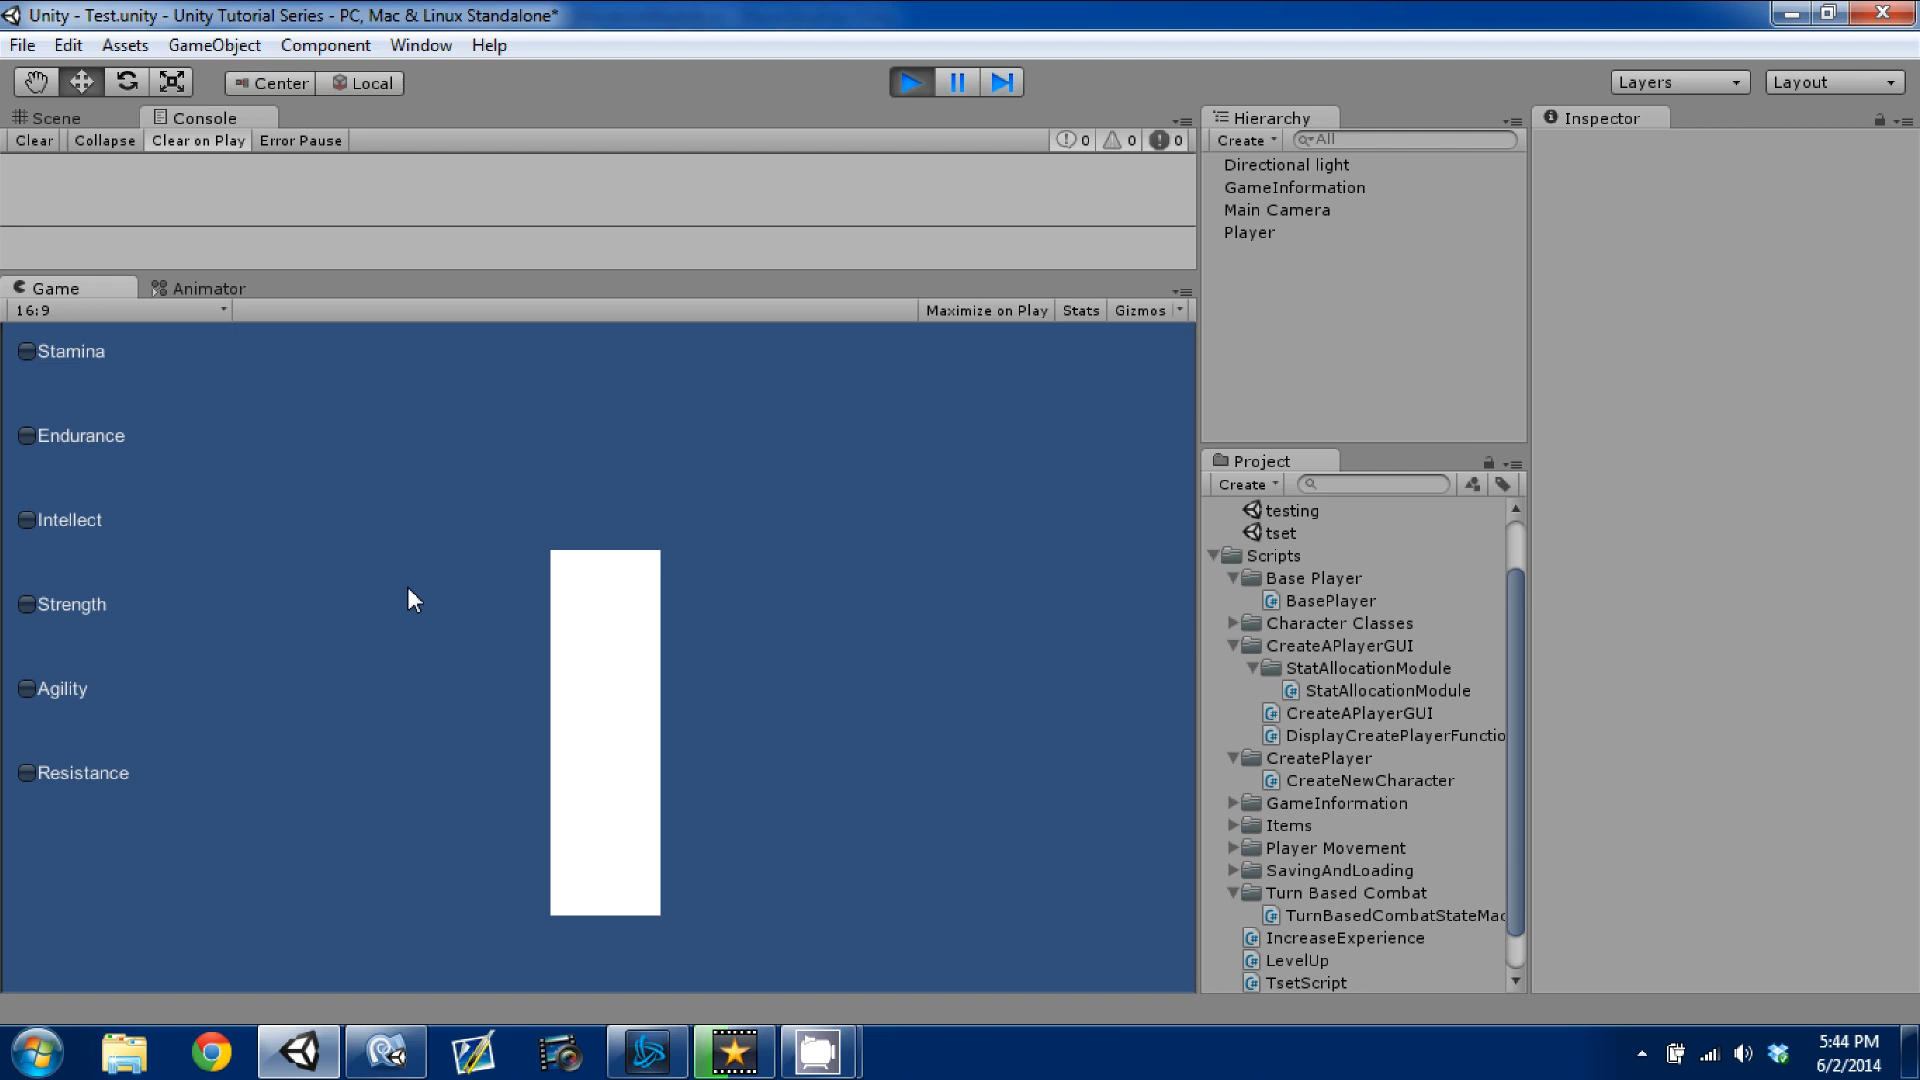 Unity - Test.unity - Unity Tutorial Series - PC, Mac & Linux Standalone*
File Edit Assets GameObject Component Window Help
Center Local Layers Layout
Scene Console
Clear Collapse Clear on Play Error Pause 0 0 0
Hierarchy
Create All
Directional light
GameInformation
Main Camera
Player
Inspector
Game Animator
16:9 Maximize on Play Stats Gizmos
Stamina
Endurance
Intellect
Strength
Agility
Resistance
Project
Create
testing
tset
Scripts
Base Player
BasePlayer
Character Classes
CreateAPlayerGUI
StatAllocationModule
StatAllocationModule
CreateAPlayerGUI
DisplayCreatePlayerFunctio
CreatePlayer
CreateNewCharacter
GameInformation
Items
Player Movement
SavingAndLoading
Turn Based Combat
TurnBasedCombatStateMac
IncreaseExperience
LevelUp
TsetScript
5:44 PM
6/2/2014